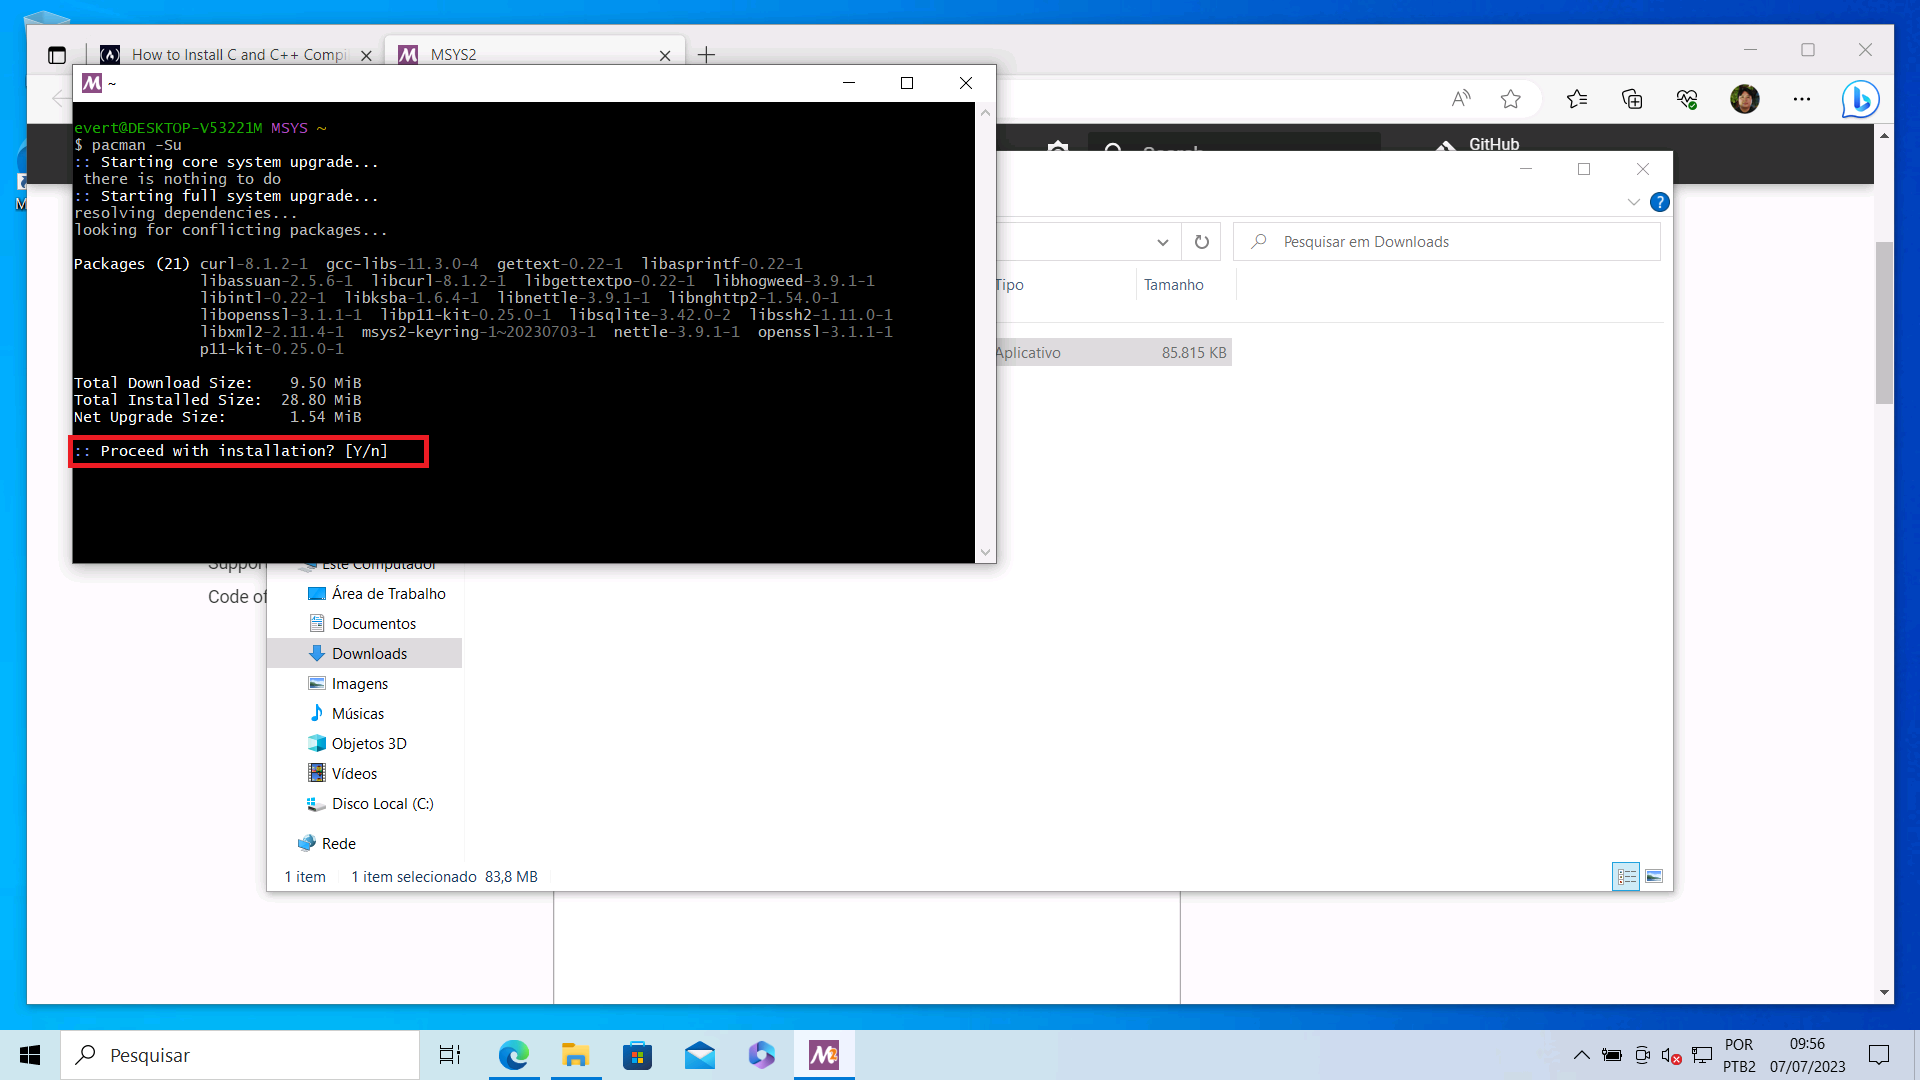 How to Install C and C++ Compi
MSYS2
~
evert@DESKTOP-V53221M MSYS ~
$ pacman -Su
:: Starting core system upgrade...
there is nothing to do
:: Starting full system upgrade...
resolving dependencies...
looking for conflicting packages...
Packages (21) curl-8.1.2-1 gcc-libs-11.3.0-4 gettext-0.22-1 libasprintf-0.22-1
libassuan-2.5.6-1 libcurl-8.1.2-1 libgettextpo-0.22-1 libhogweed-3.9.1-1
libintl-0.22-1 libksba-1.6.4-1 libnettle-3.9.1-1 libnghttp2-1.54.0-1
libopenssl-3.1.1-1 libp11-kit-0.25.0-1 libsqlite-3.42.0-2 libssh2-1.11.0-1
libxml2-2.11.4-1 msys2-keyring-1~20230703-1 nettle-3.9.1-1 openssl-3.1.1-1
p11-kit-0.25.0-1
Total Download Size: 9.50 MiB
Total Installed Size: 28.80 MiB
Net Upgrade Size: 1.54 MiB
:: Proceed with installation? [Y/n]
Search
GitHub
Pesquisar em Downloads
Tipo
Tamanho
Aplicativo
85.815 KB
M
Support
Code of
Este Computador
Área de Trabalho
Documentos
Downloads
Imagens
Músicas
Objetos 3D
Vídeos
Disco Local (C:)
Rede
1 item
1 item selecionado 83,8 MB
Pesquisar
POR
PTB2
09:56
07/07/2023